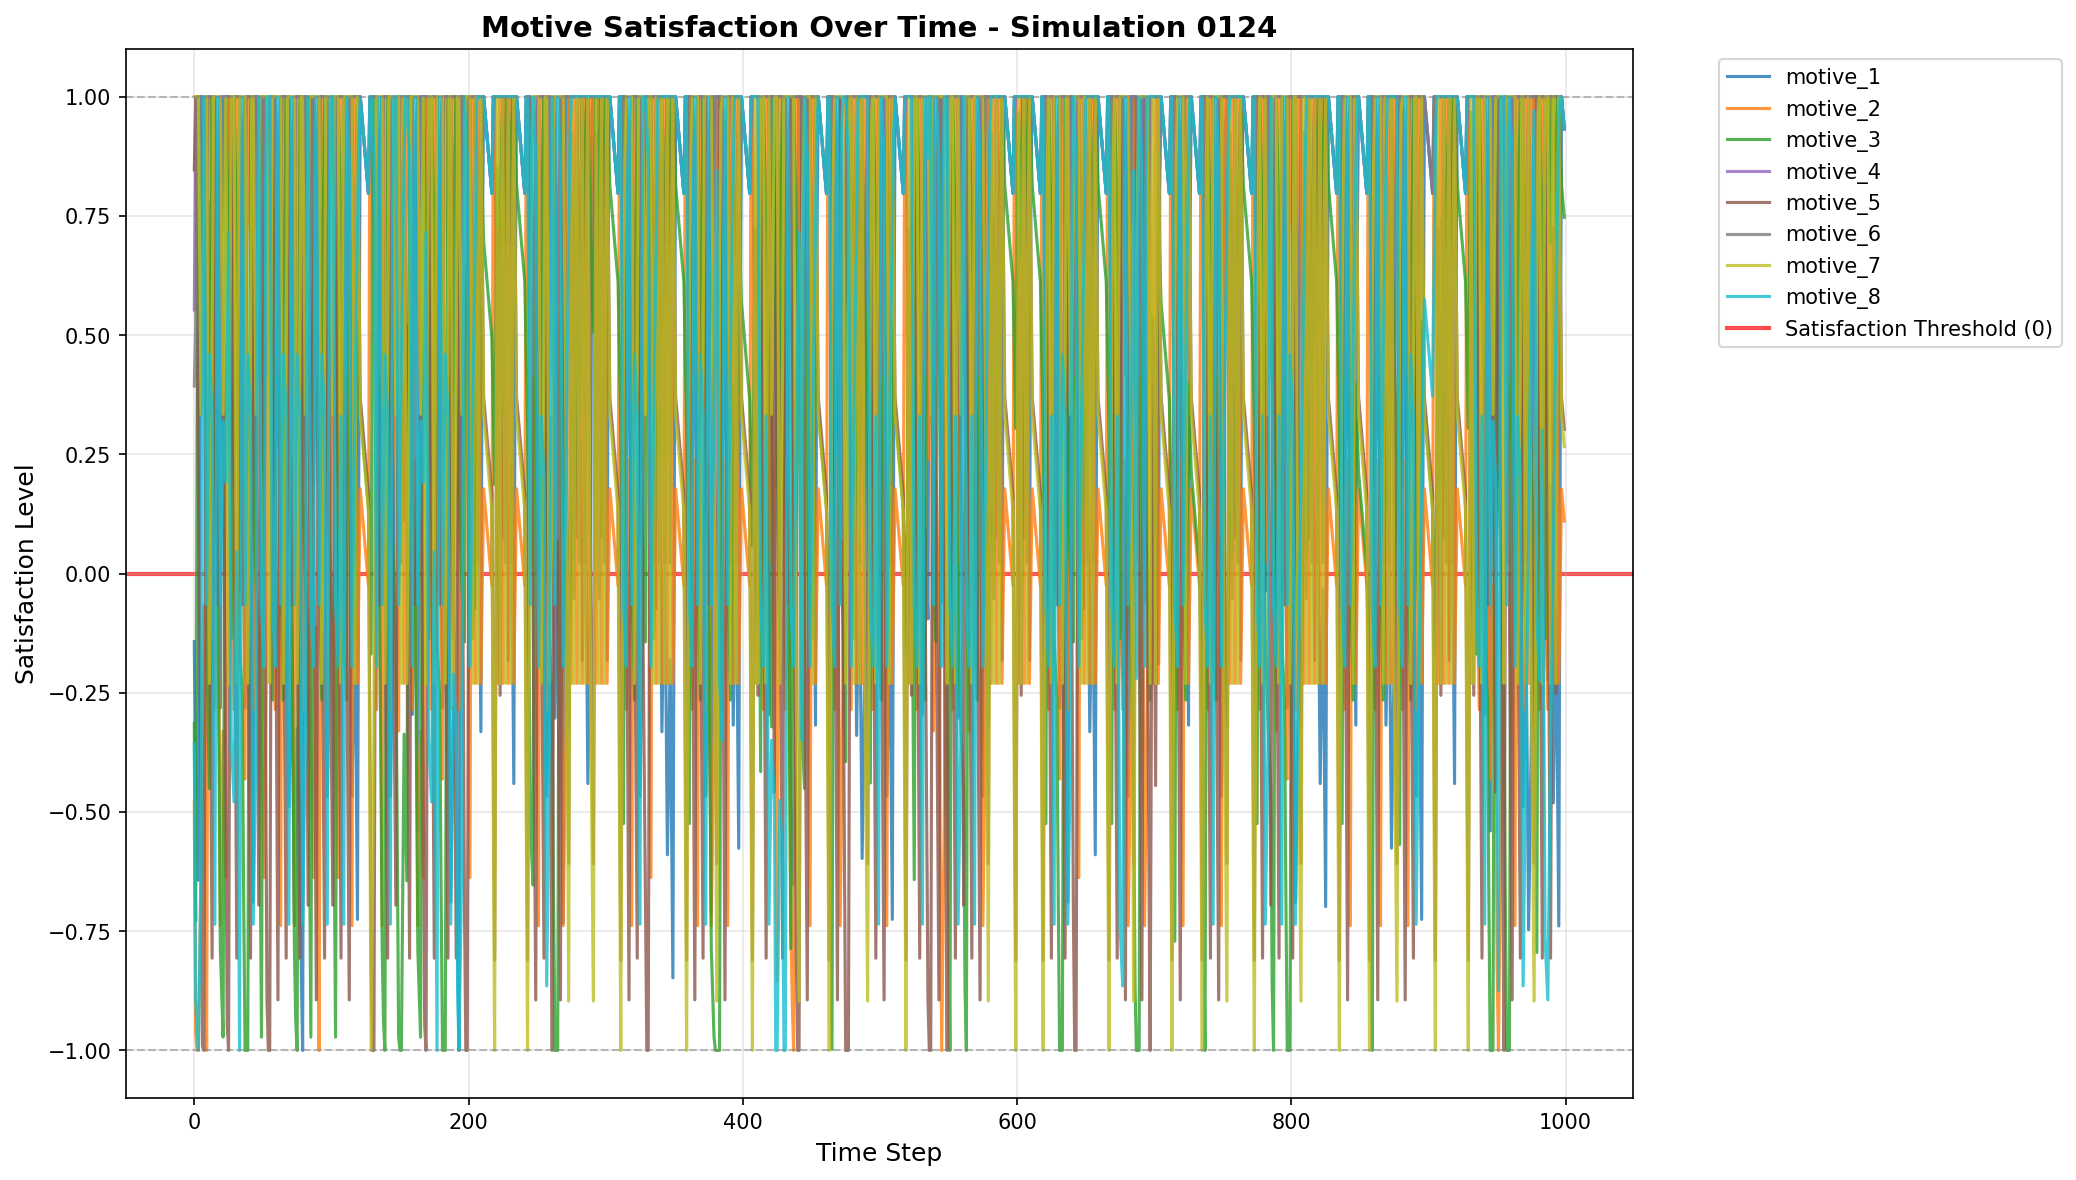 Motive Satisfaction Over Time - Simulation 0124
1.00
0.75
0.50
0.25
0.00
−0.25
−0.50
−0.75
−1.00
Satisfaction Level
0
200
400
600
800
1000
Time Step
motive_1
motive_2
motive_3
motive_4
motive_5
motive_6
motive_7
motive_8
Satisfaction Threshold (0)